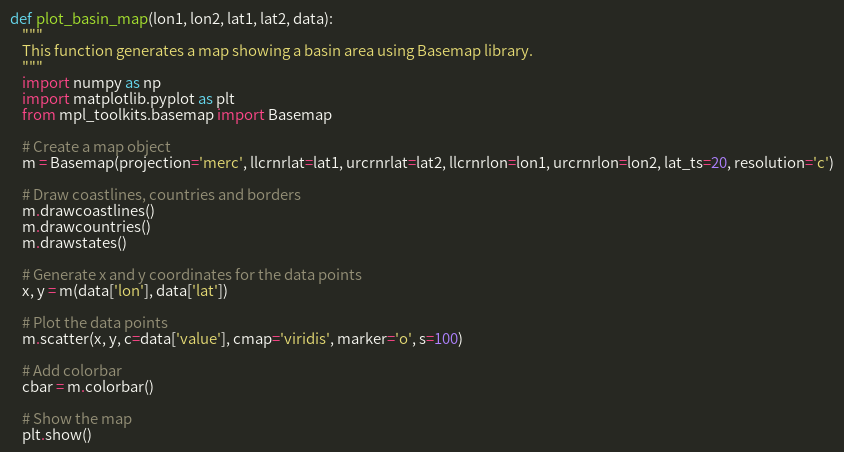 def plot_basin_map(lon1, lon2, lat1, lat2, data):
"""
This function generates a map showing a basin area using Basemap library.
"""
import numpy as np
import matplotlib.pyplot as plt
from mpl_toolkits.basemap import Basemap
# Create a map object
m = Basemap(projection='merc', llcrnrlat=lat1, urcrnrlat=lat2, llcrnrlon=lon1, urcrnrlon=lon2, lat_ts=20, resolution='c')
# Draw coastlines, countries and borders
m.drawcoastlines()
m.drawcountries()
m.drawstates()
# Generate x and y coordinates for the data points
x, y = m(data['lon'], data['lat'])
# Plot the data points
m.scatter(x, y, c=data['value'], cmap='viridis', marker='o', s=100)
# Add colorbar
cbar = m.colorbar()
# Show the map
plt.show()